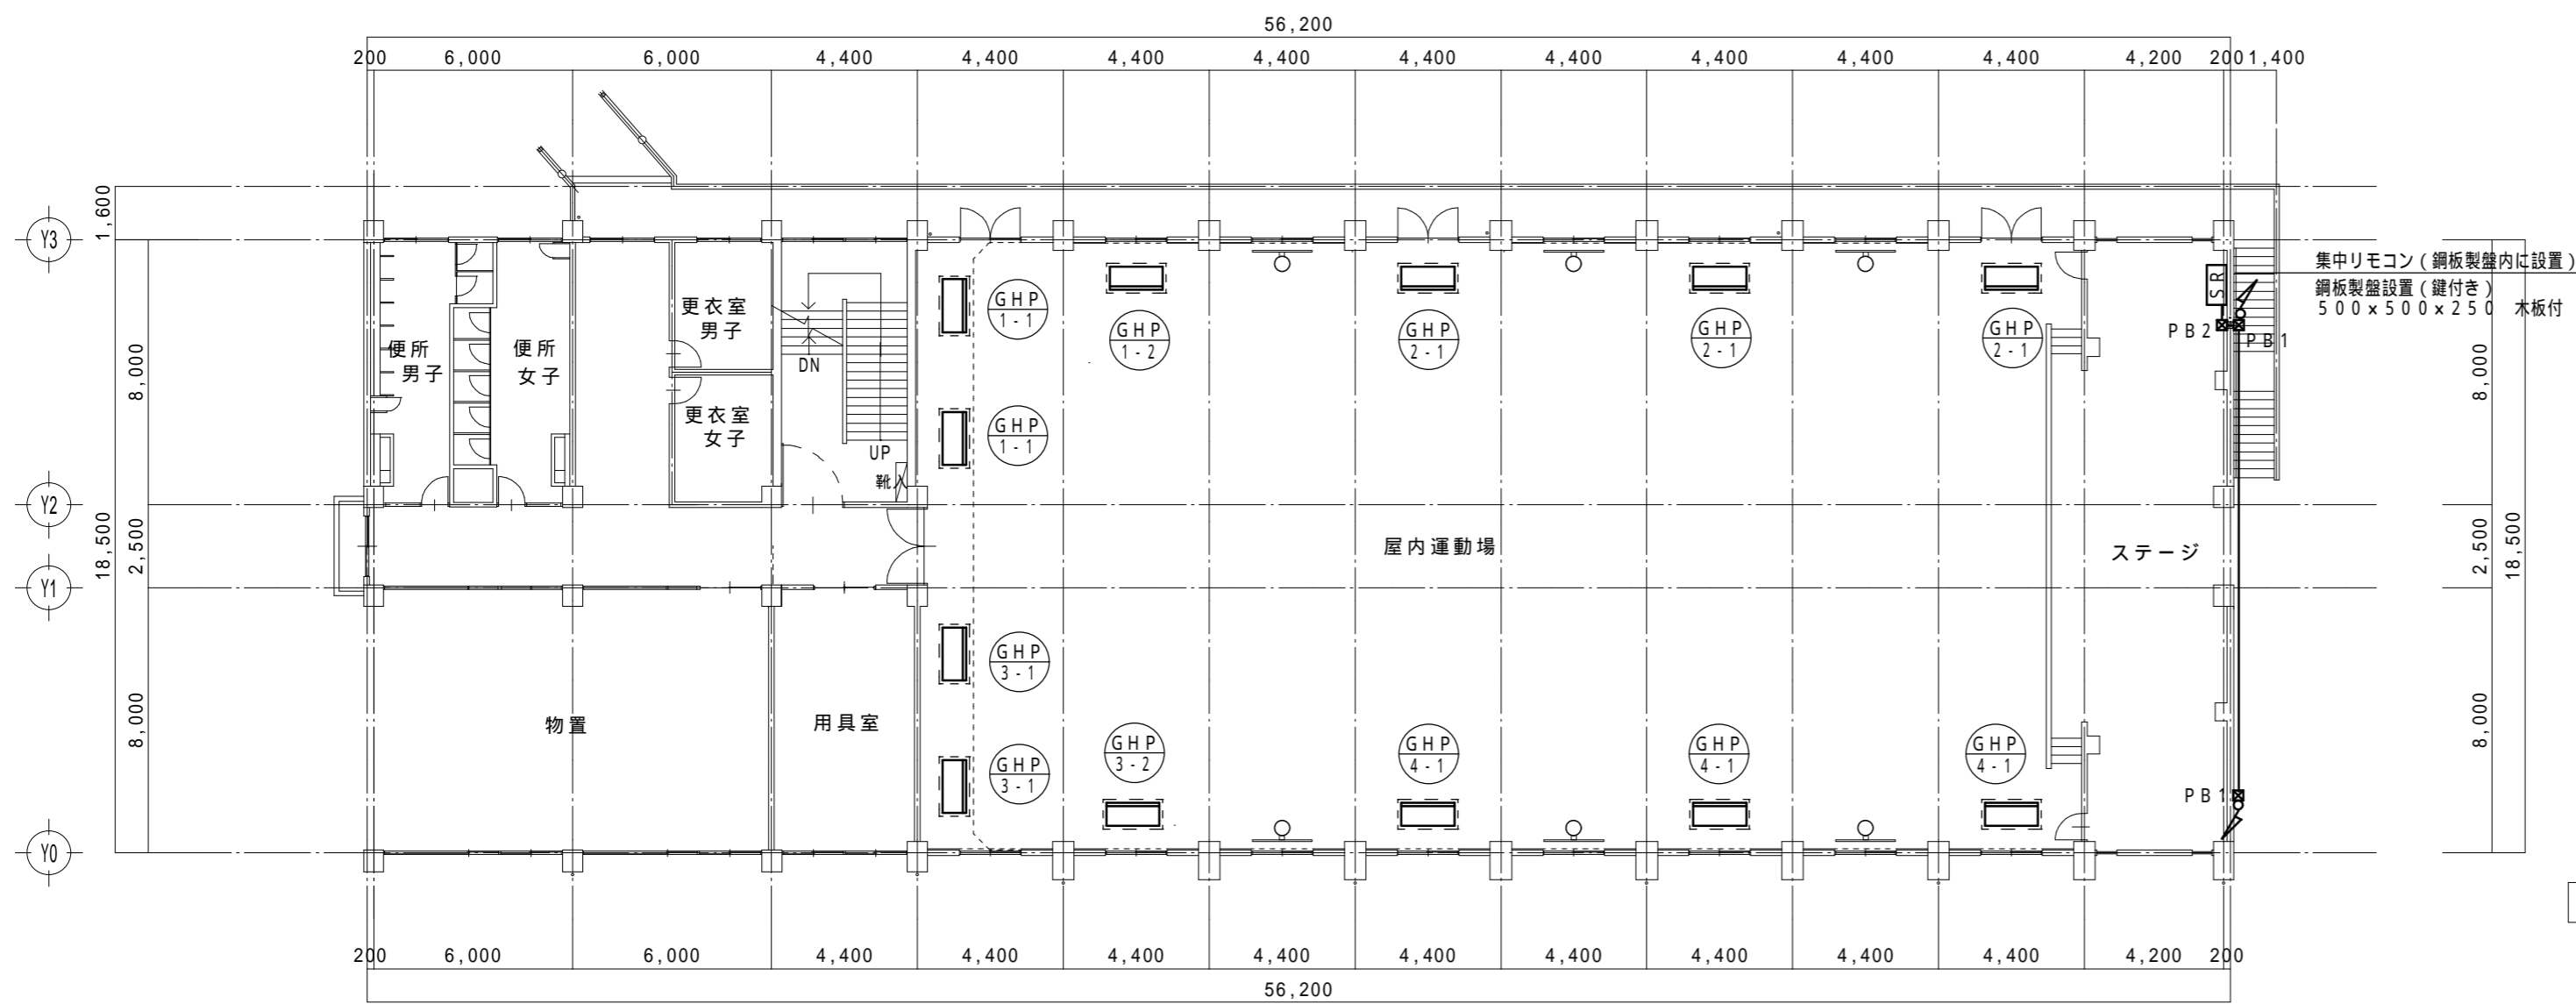 56,200
200 6,000 6,000 4,400 4,400 4,400 4,400 4,400 4,400 4,400 4,400 4,400 4,200 200 1,400
1,600
8,000
2,500
8,000
18,500
Y3
Y2
Y1
Y0
便所
男子
便所
女子
更衣室
男子
更衣室
女子
DN
UP
靴入
物置
用具室
GHP
1-1
GHP
1-1
GHP
1-2
GHP
2-1
GHP
2-1
GHP
2-1
屋内運動場
ステージ
GHP
3-1
GHP
3-1
GHP
3-2
GHP
4-1
GHP
4-1
GHP
4-1
SR
PB2
PB1
PB1
集中リモコン(鋼板製盤内に設置)
鋼板製盤設置(鍵付き)
500×500×250 木板付
8,000
2,500
8,000
18,500
200 6,000 6,000 4,400 4,400 4,400 4,400 4,400 4,400 4,400 4,400 4,400 4,200 200
56,200